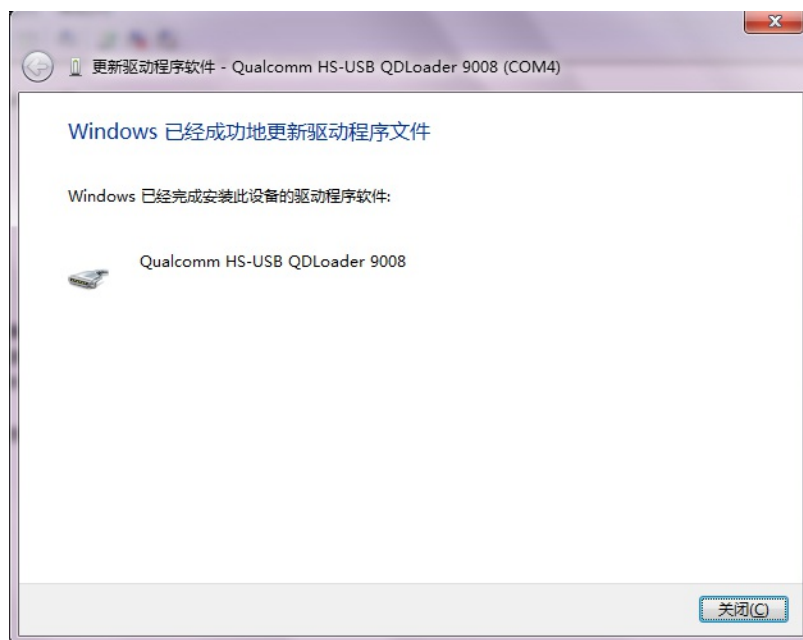 更新驱动程序软件 - Qualcomm HS-USB QDLoader 9008 (COM4)
Windows 已经成功地更新驱动程序文件
Windows 已经完成安装此设备的驱动程序软件:
Qualcomm HS-USB QDLoader 9008
关闭(C)